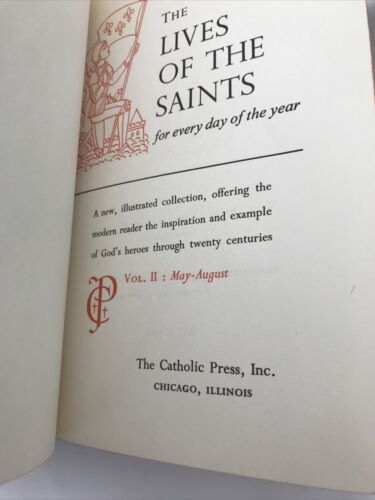 THE
LIVES
OF THE
SAINTS
for every day of the year
A new, illustrated collection, offering the
modern reader the inspiration and example
of God's heroes through twenty centuries
VOL. II : May-August
The Catholic Press, Inc.
CHICAGO, ILLINOIS